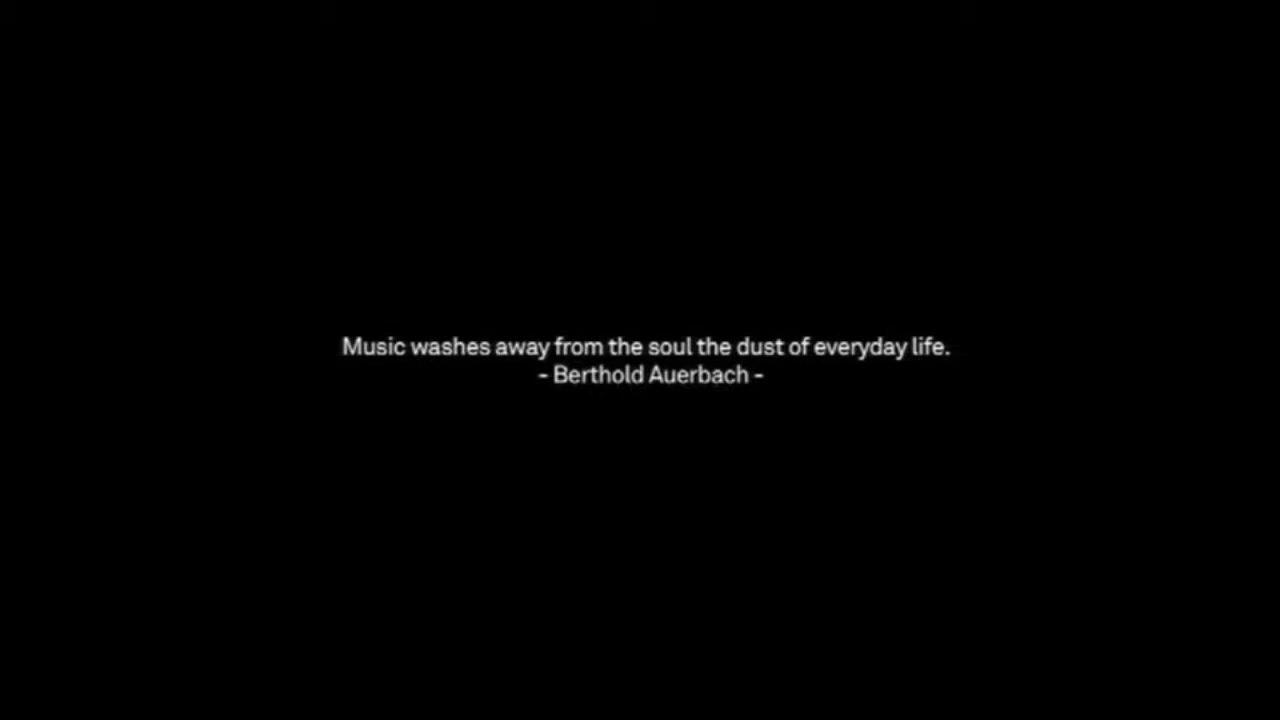 Music washes away from the soul the dust of everyday life.
- Berthold Auerbach -